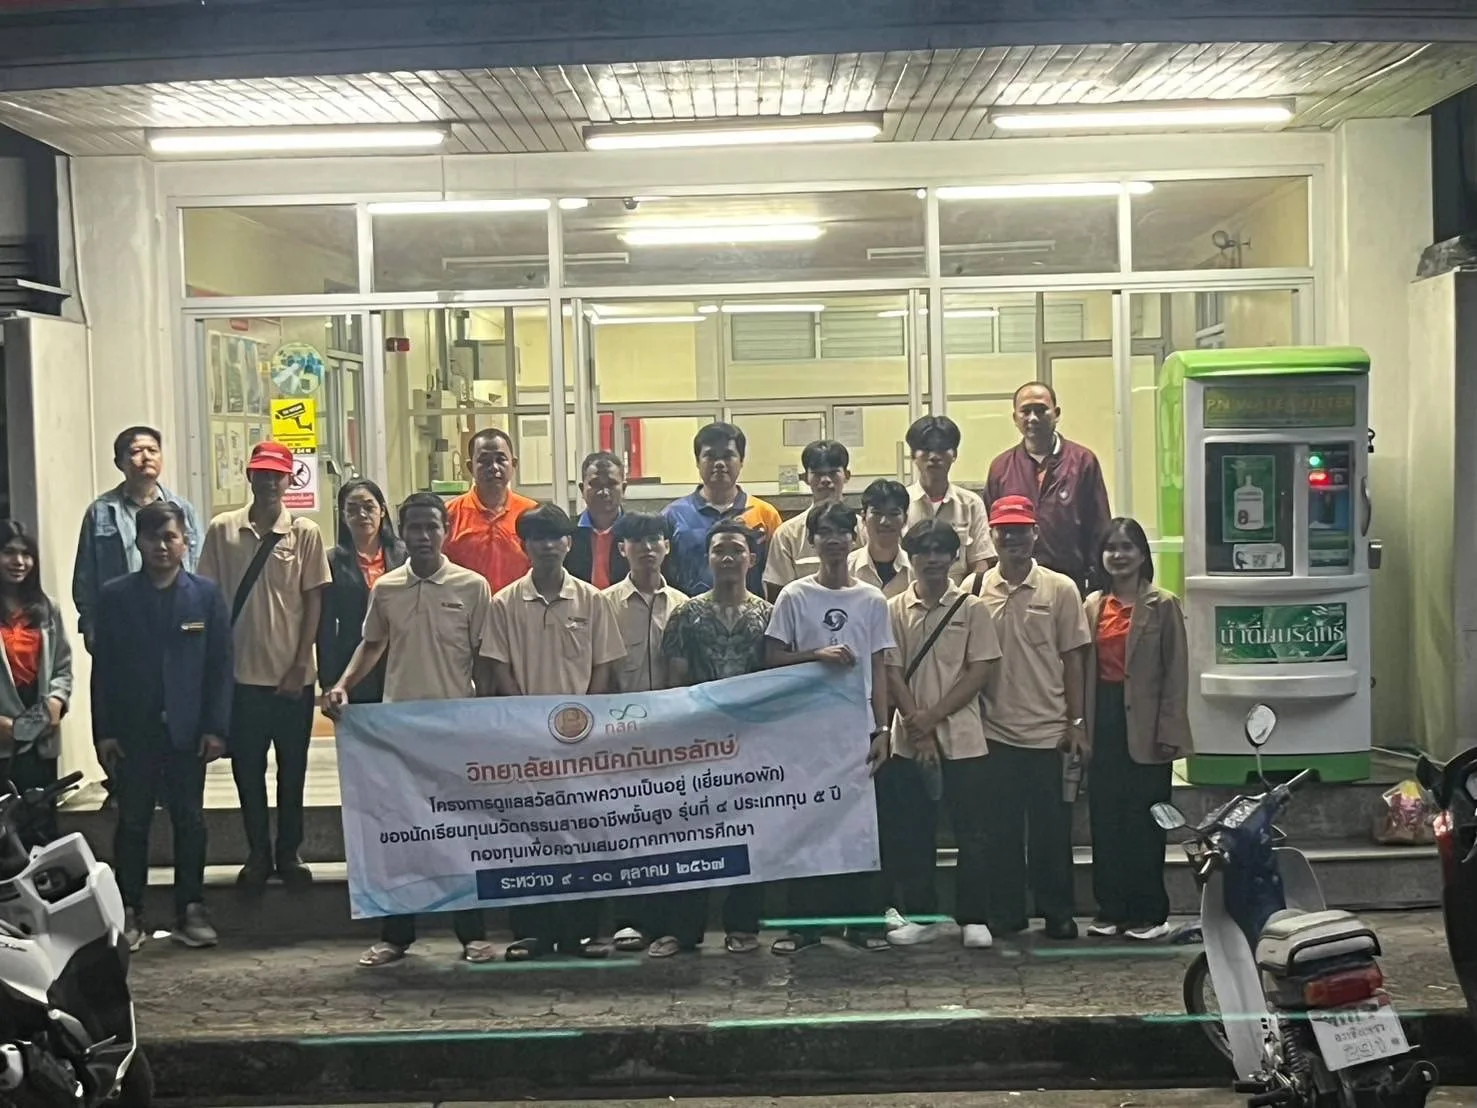 PN WATER FILTER
น้ำดื่มบริสุทธิ์
กสศ
วิทยาลัยเทคนิคกันทรลักษ์
โครงการดูแลสวัสดิภาพความเป็นอยู่ (เยี่ยมหอพัก)
ของนักเรียนทุนนวัตกรรมสายอาชีพชั้นสูง รุ่นที่ ๔ ประเภททุน ๕ ปี
กองทุนเพื่อความเสมอภาคทางการศึกษา
ระหว่าง ๙ - ๑๑ ตุลาคม ๒๕๖๗